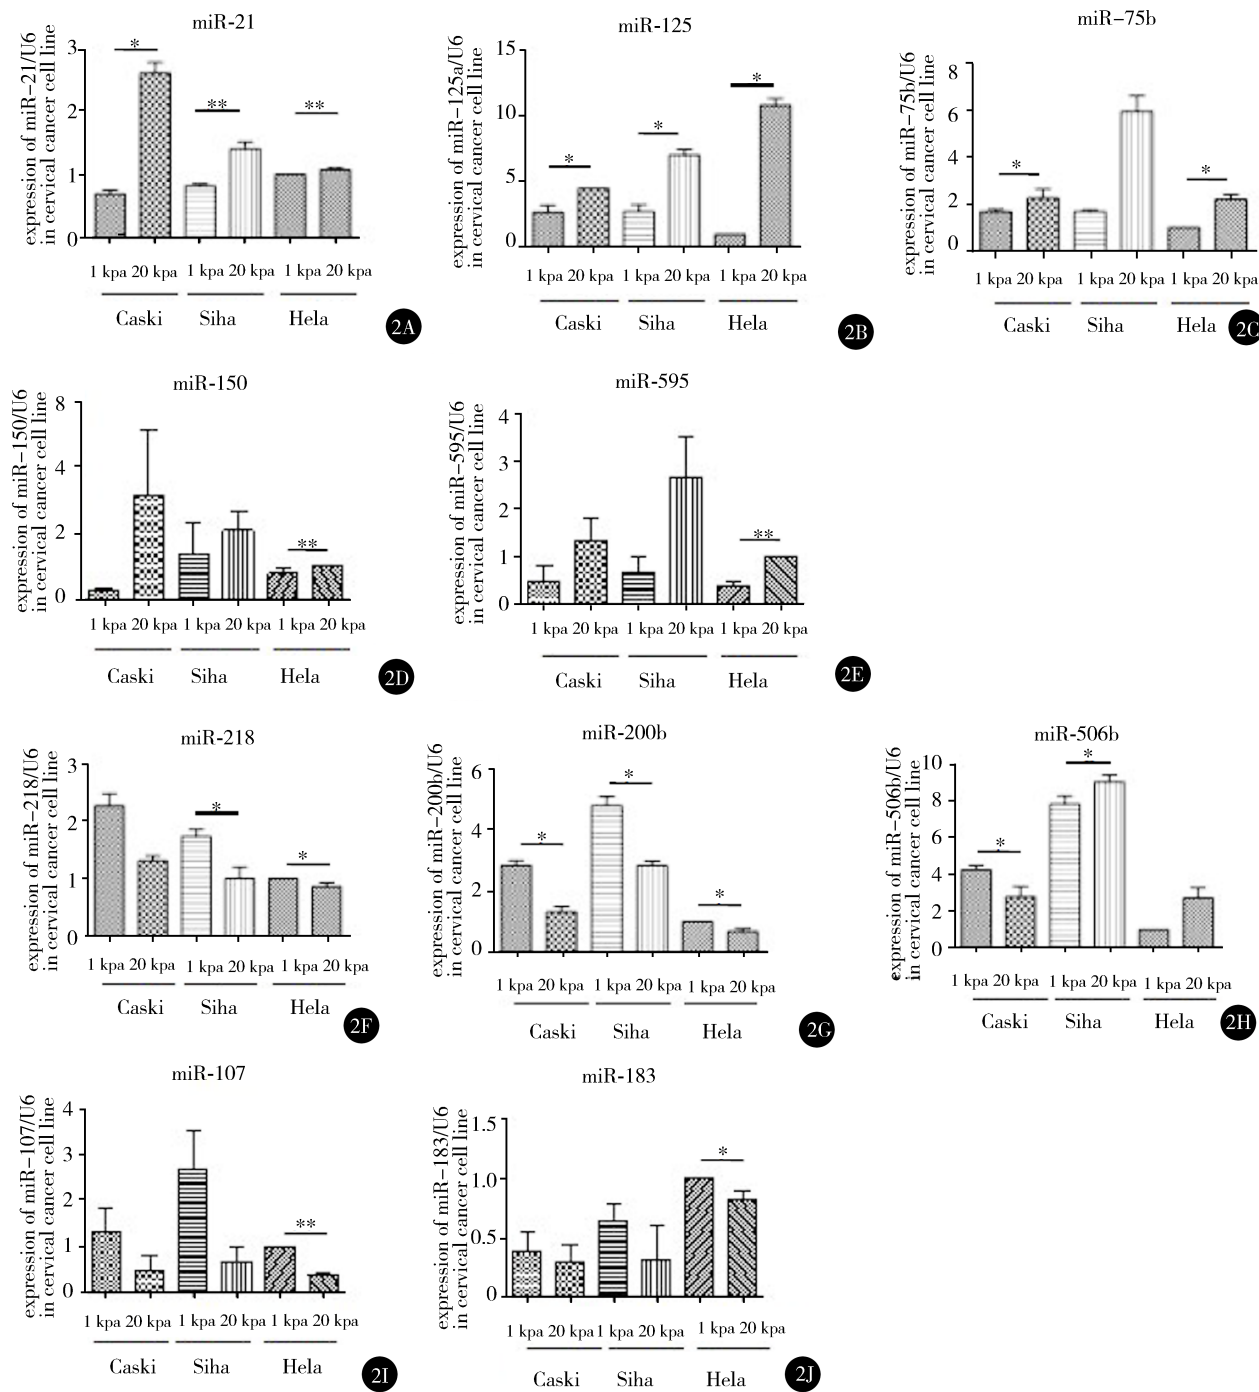 miR-21
expression of miR-21/U6
in cervical cancer cell line
3
2
1
0
*
**
**
1 kpa 20 kpa 1 kpa 20 kpa 1 kpa 20 kpa
Caski Siha Hela
2A
miR-125
expression of miR-125a/U6
in cervical cancer cell line
15
10
5
0
*
*
*
1 kpa 20 kpa 1 kpa 20 kpa 1 kpa 20 kpa
Caski Siha Hela
2B
miR-75b
expression of miR-75b/U6
in cervical cancer cell line
8
6
4
2
0
*
*
1 kpa 20 kpa 1 kpa 20 kpa 1 kpa 20 kpa
Caski Siha Hela
2C
miR-150
expression of miR-150/U6
in cervical cancer cell line
8
4
2
0
**
1 kpa 20 kpa 1 kpa 20 kpa 1 kpa 20 kpa
Caski Siha Hela
2D
miR-595
expression of miR-595/U6
in cervical cancer cell line
4
3
2
1
0
**
1 kpa 20 kpa 1 kpa 20 kpa 1 kpa 20 kpa
Caski Siha Hela
2E
miR-218
expression of miR-218/U6
in cervical cancer cell line
3
2
1
0
*
*
1 kpa 20 kpa 1 kpa 20 kpa 1 kpa 20 kpa
Caski Siha Hela
2F
miR-200b
expression of miR-200b/U6
in cervical cancer cell line
6
4
2
0
*
*
*
1 kpa 20 kpa 1 kpa 20 kpa 1 kpa 20 kpa
Caski Siha Hela
2G
miR-506b
expression of miR-506b/U6
in cervical cancer cell line
10
8
6
4
2
0
*
*
1 kpa 20 kpa 1 kpa 20 kpa 1 kpa 20 kpa
Caski Siha Hela
2H
miR-107
expression of miR-107/U6
in cervical cancer cell line
4
3
2
1
0
**
1 kpa 20 kpa 1 kpa 20 kpa 1 kpa 20 kpa
Caski Siha Hela
2I
miR-183
expression of miR-183/U6
in cervical cancer cell line
1.5
1.0
0.5
0
*
1 kpa 20 kpa 1 kpa 20 kpa 1 kpa 20 kpa
Caski Siha Hela
2J